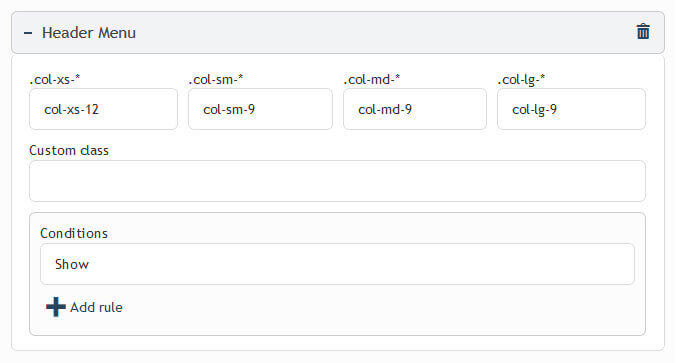 Header Menu
.col-xs-* .col-sm-* .col-md-* .col-lg-*
col-xs-12 col-sm-9 col-md-9 col-lg-9
Custom class
Conditions
Show
Add rule